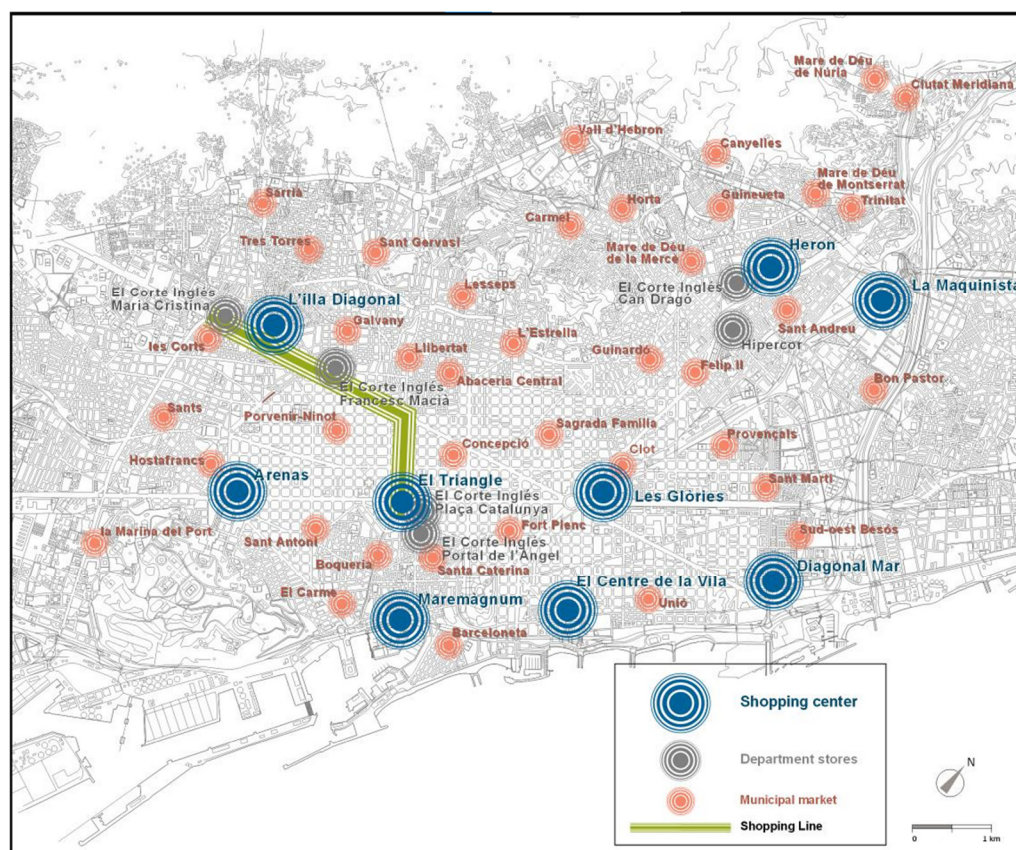 Mare de Déu
de Núria
Ciutat Meridiana
Vall d'Hebron
Canyelles
Mare de Déu
de Montserrat
Trinitat
Sarrià
Horta
Guineueta
Carmel
Tres Torres
Sant Gervasi
Mare de Déu
de la Mercè
Heron
El Corte Inglés
Maria Cristina
L'illa Diagonal
Lesseps
El Corte Inglés
Can Dragó
La Maquinista
les Corts
Galvany
L'Estrella
Hipercor
Sant Andreu
Llibertat
Guinardó
Felip II
Abaceria Central
El Corte Inglés
Francesc Macià
Bon Pastor
Sants
Porvenir-Ninot
Sagrada Familia
Provençals
Concepció
Clot
Hostafrancs
Arenas
El Triangle
Sant Martí
El Corte Inglés
Plaça Catalunya
Les Glòries
la Marina del Port
Sant Antoni
Fort Pienc
Sud-oest Besòs
El Corte Inglés
Portal de l'Àngel
Boqueria
Santa Caterina
Diagonal Mar
El Centre de la Vila
El Carme
Maremàgnum
Unió
Barceloneta
Shopping center
Department stores
Municipal market
Shopping Line
N
0 1 km